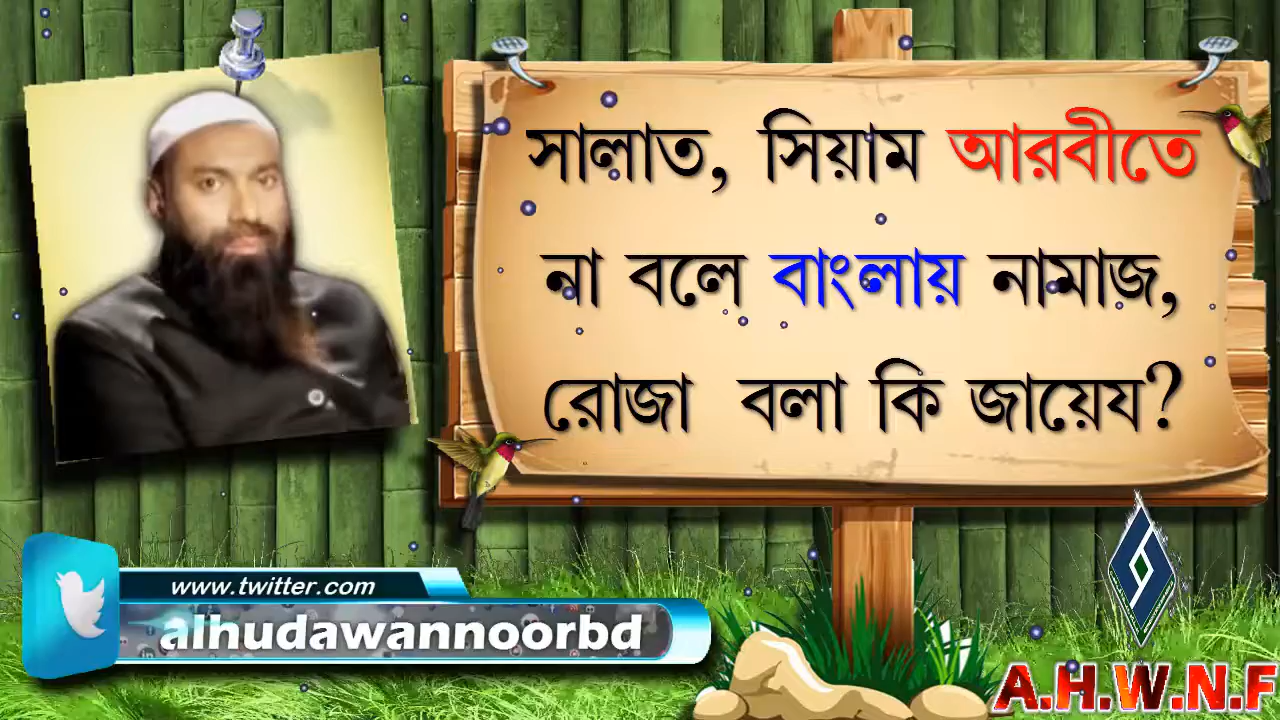 সালাত, সিয়াম আরবীতে
না বলে বাংলায় নামাজ,
রোজা বলা কি জায়েয?
www.twitter.com
alhudawannoorbd
A.H.W.N.F